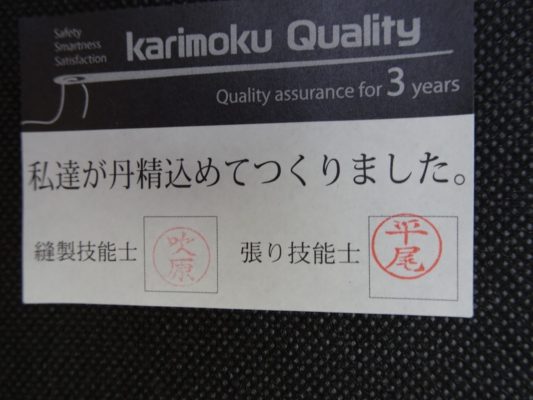 Safety
Smartness
Satisfaction
karimoku Quality
Quality assurance for 3 years
私達が丹精込めてつくりました。
縫製技能士 吹原 張り技能士 平尾